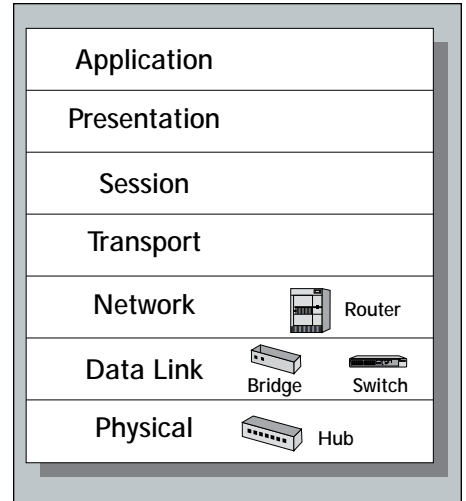 Application
Presentation
Session
Transport
Network
Router
Data Link
Bridge
Switch
Physical
Hub